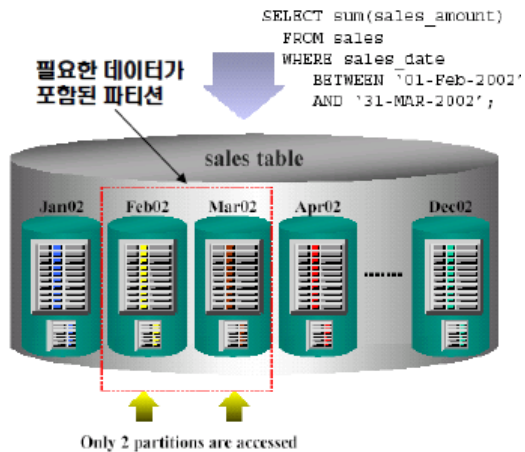 SELECT sum(sales_amount)
FROM sales
WHERE sales_date
BETWEEN ‘01-Feb-2002’
AND ‘31-MAR-2002’;
필요한 데이터가
포함된 파티션
sales table
Jan02 Feb02 Mar02 Apr02 Dec02
Only 2 partitions are accessed